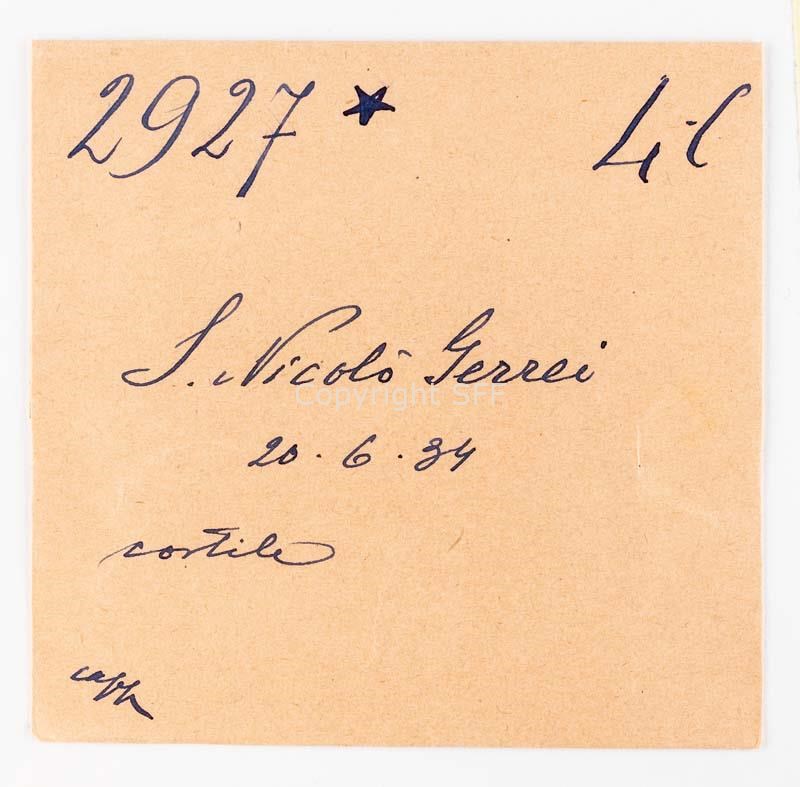 2927 ★ 4-C
S. Nicolò Gerrei
Copyright SFF
20.6.34
cortile